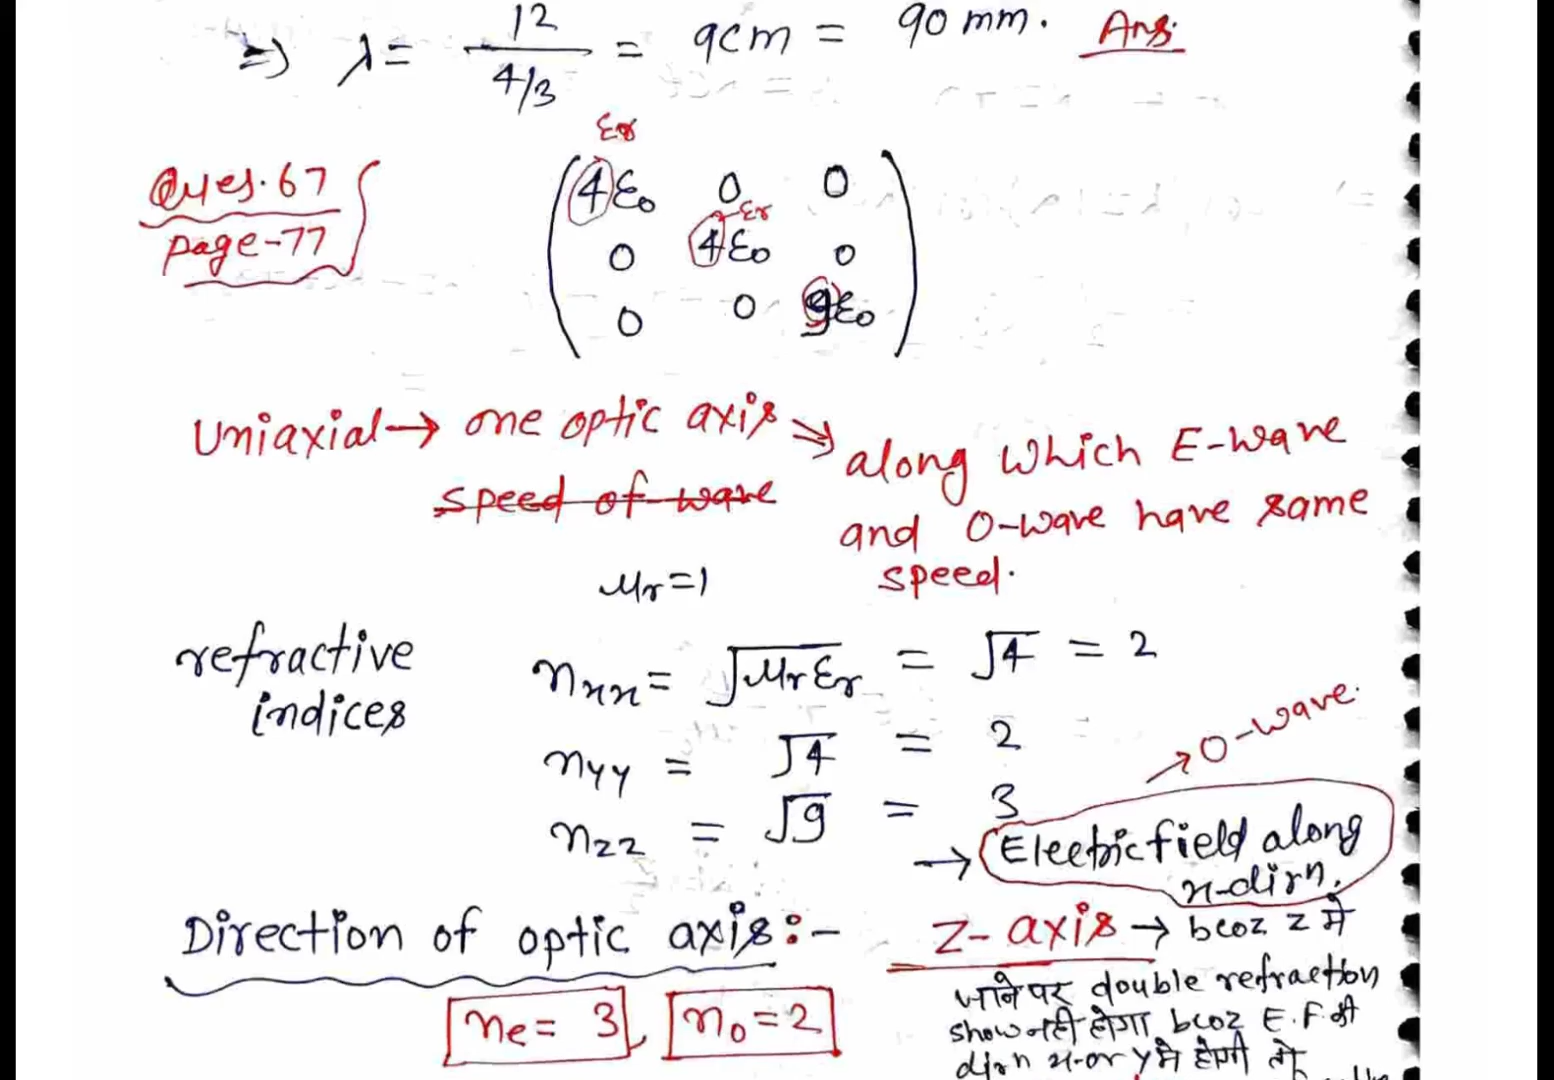 ⇒ λ = 12 / 4/3 = 9cm = 90 mm. Ans.
Ques. 67
page-77
εr
4ε₀ 0 0
εr
0 4ε₀ 0
0 0 9ε₀
Uniaxial → one optic axis ⇒ along which E-wave
speed of wave
and O-wave have same
speed.
μr=1
refractive
indices
nxx = √μrεr = √4 = 2
nyy = √4 = 2
nzz = √9 = 3
→ O-wave.
→ Electric field along
x-dirn.
Direction of optic axis:- Z-axis → bcoz z में
जाने पर double refraction
show नही होगा bcoz E.F की
dirn x-or y में होगी तो
ne = 3, no = 2